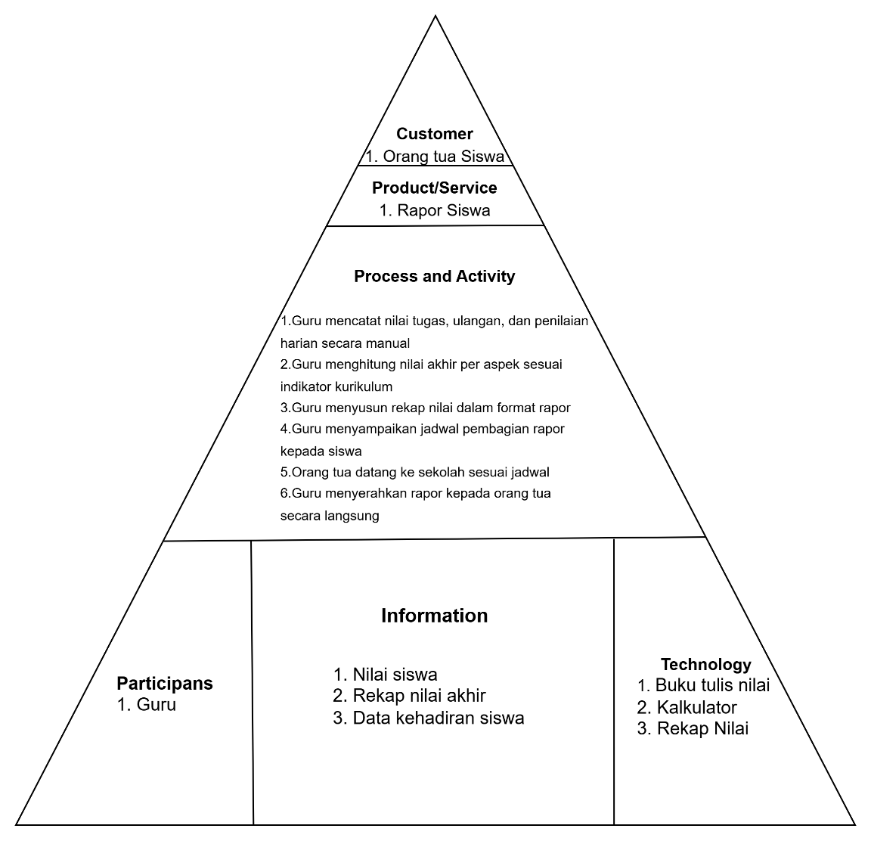 Customer
1. Orang tua Siswa
Product/Service
1. Rapor Siswa
Process and Activity
1.Guru mencatat nilai tugas, ulangan, dan penilaian
harian secara manual
2.Guru menghitung nilai akhir per aspek sesuai
indikator kurikulum
3.Guru menyusun rekap nilai dalam format rapor
4.Guru menyampaikan jadwal pembagian rapor
kepada siswa
5.Orang tua datang ke sekolah sesuai jadwal
6.Guru menyerahkan rapor kepada orang tua
secara langsung
Participans
1. Guru
Information
1. Nilai siswa
2. Rekap nilai akhir
3. Data kehadiran siswa
Technology
1. Buku tulis nilai
2. Kalkulator
3. Rekap Nilai